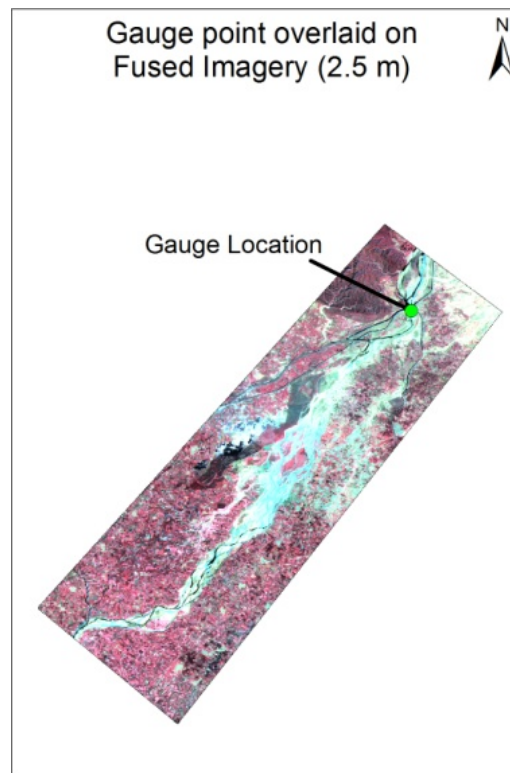 Gauge point overlaid on
Fused Imagery (2.5 m)
N
Gauge Location